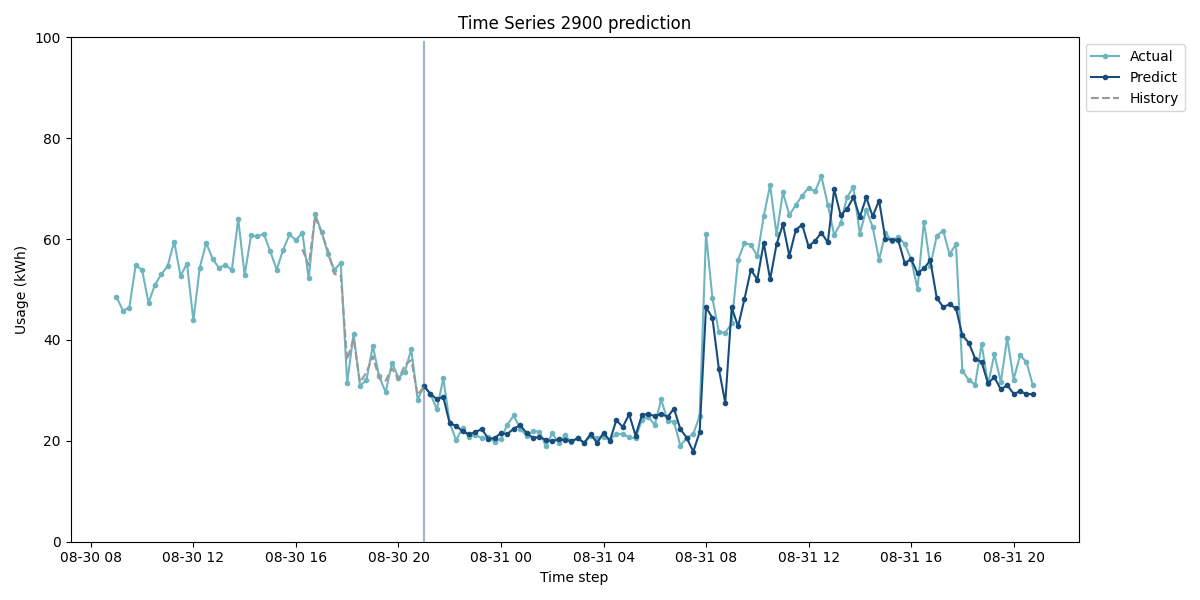 Time Series 2900 prediction
Usage (kWh)
100
80
60
40
20
0
08-30 08
08-30 12
08-30 16
08-30 20
08-31 00
08-31 04
08-31 08
08-31 12
08-31 16
08-31 20
Time step
Actual
Predict
History